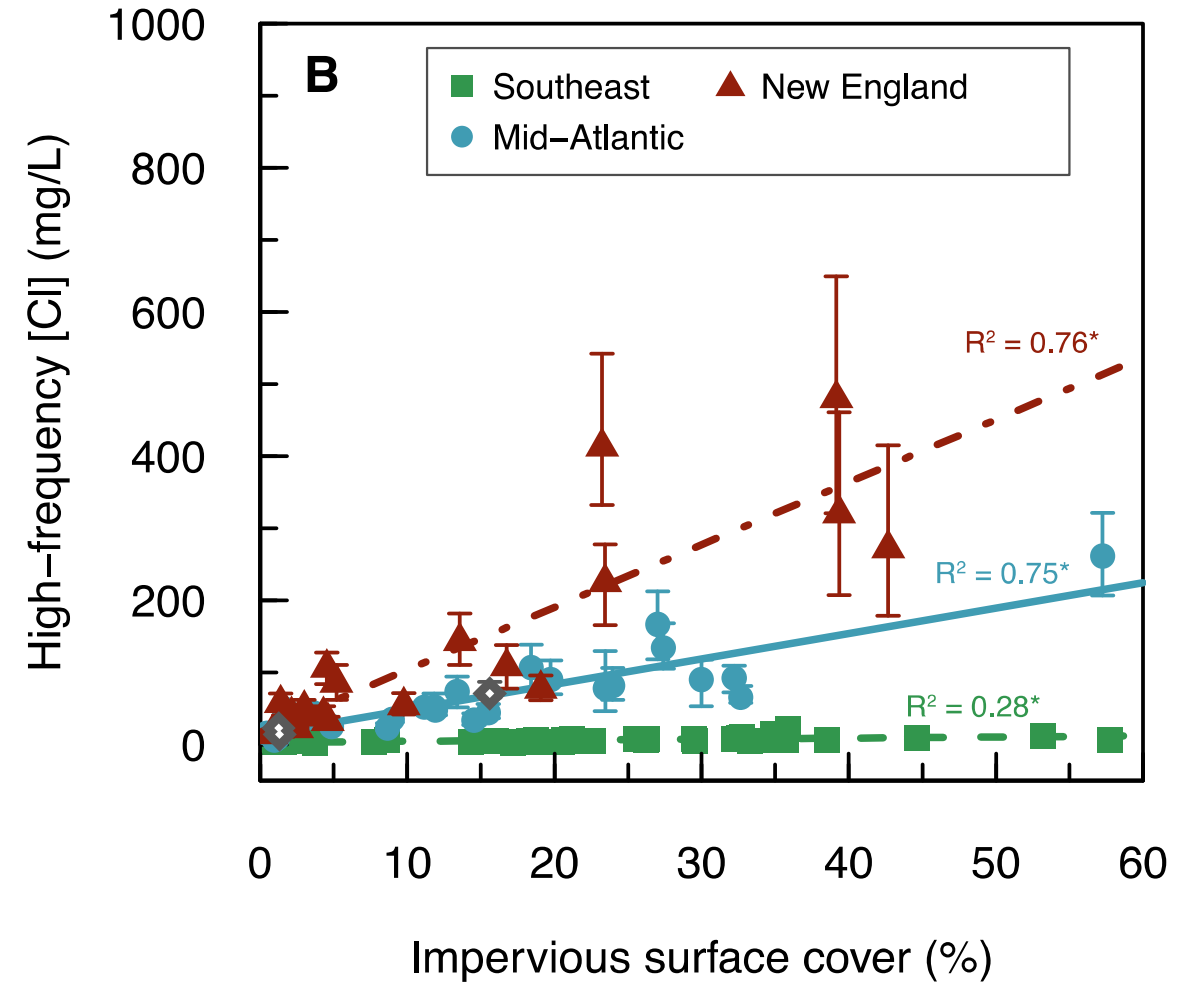 B
Southeast
New England
Mid−Atlantic
High−frequency [Cl] (mg/L)
1000
800
600
400
200
0
R² = 0.76*
R² = 0.75*
R² = 0.28*
0 10 20 30 40 50 60
Impervious surface cover (%)